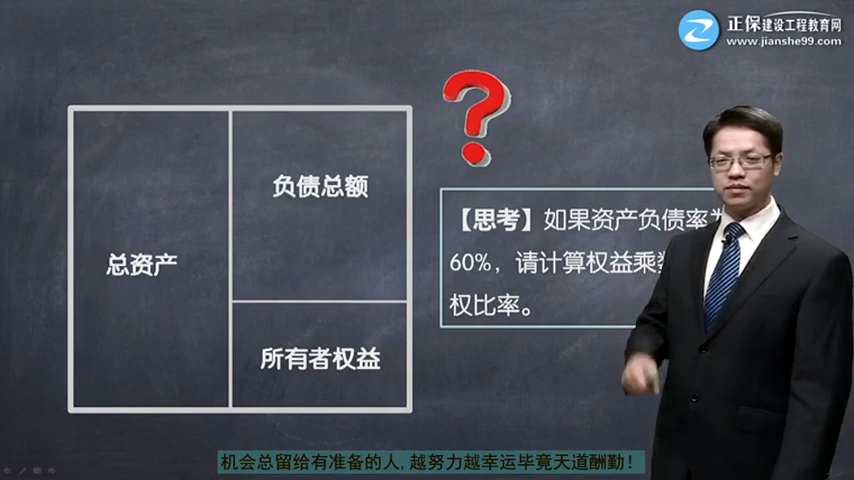 正保建设工程教育网
www.jianshe99.com
负债总额
总资产
所有者权益
【思考】如果资产负债率
60%，请计算权益乘
权比率。
机会总留给有准备的人,越努力越幸运毕竟天道酬勤!